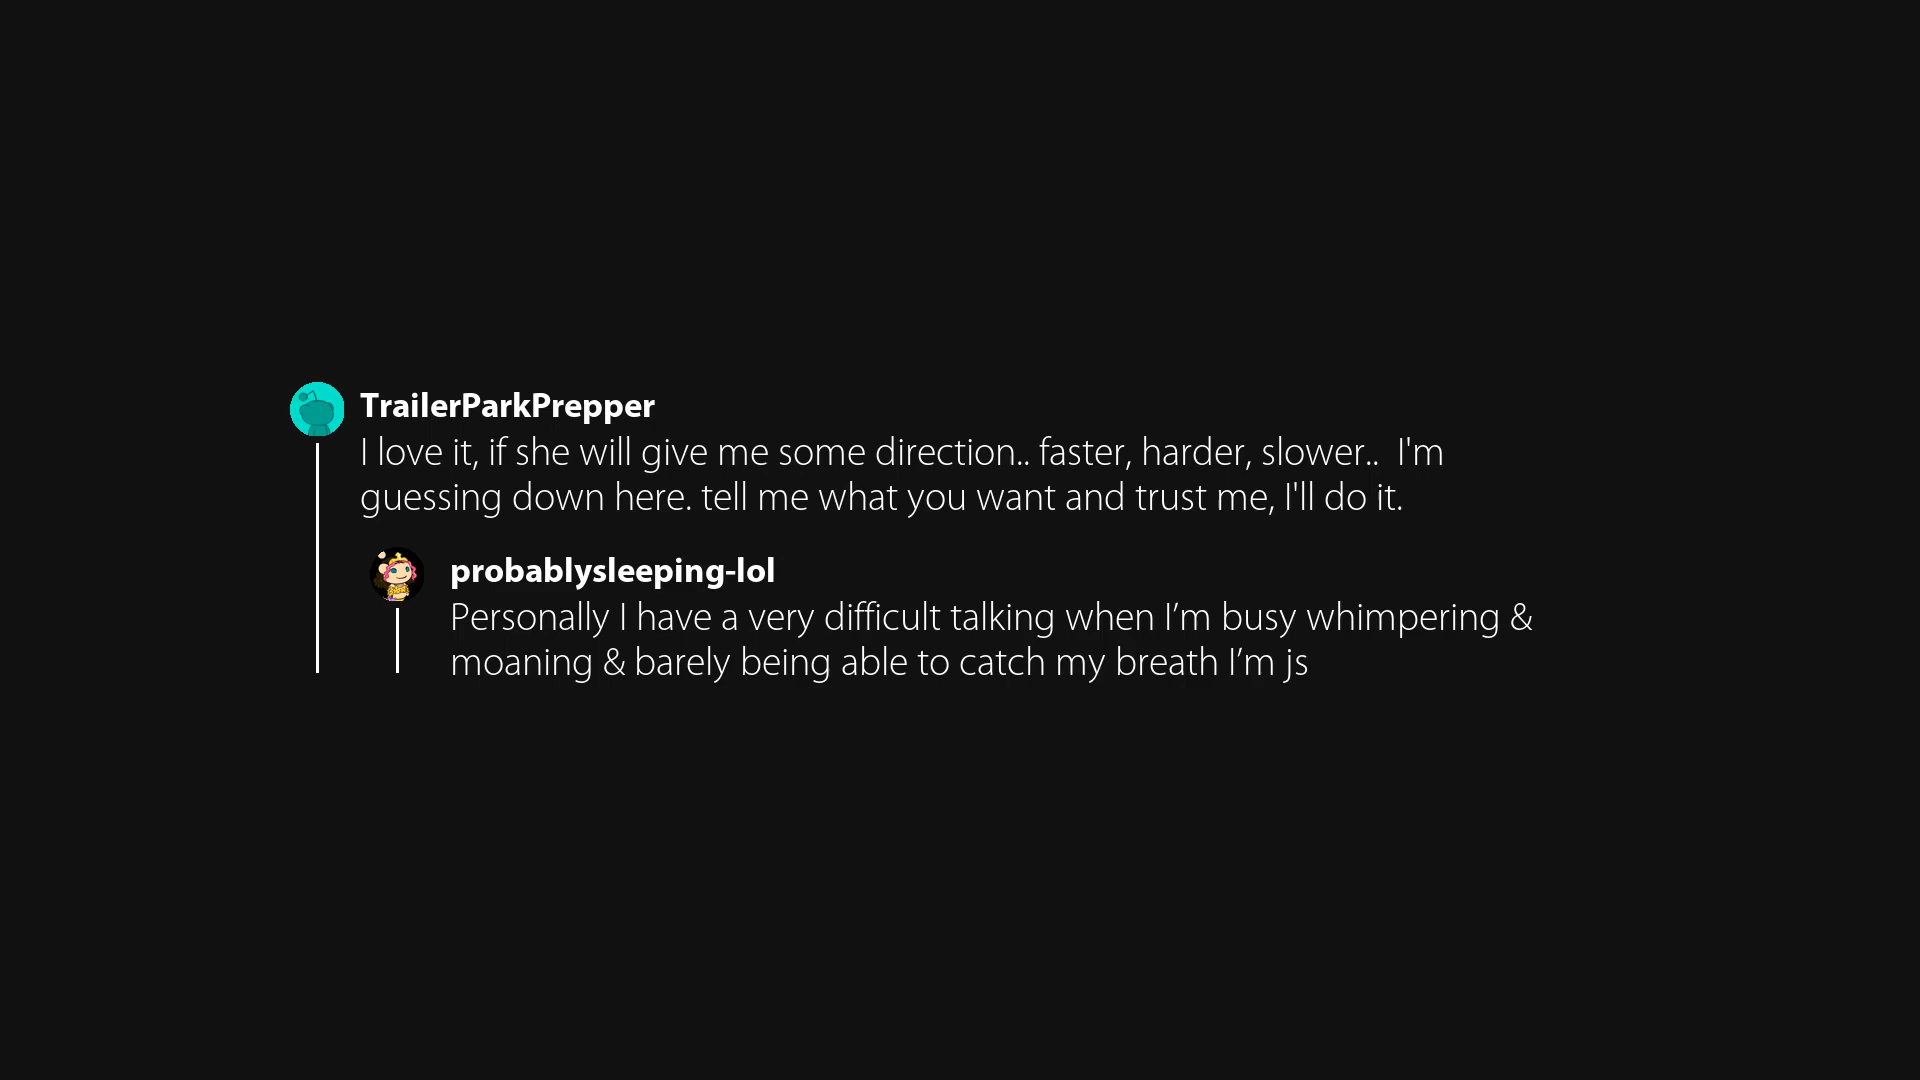 TrailerParkPrepper
I love it, if she will give me some direction.. faster, harder, slower..  I'm
guessing down here. tell me what you want and trust me, I'll do it.
probablysleeping-lol
Personally I have a very difficult talking when I’m busy whimpering &
moaning & barely being able to catch my breath I’m js